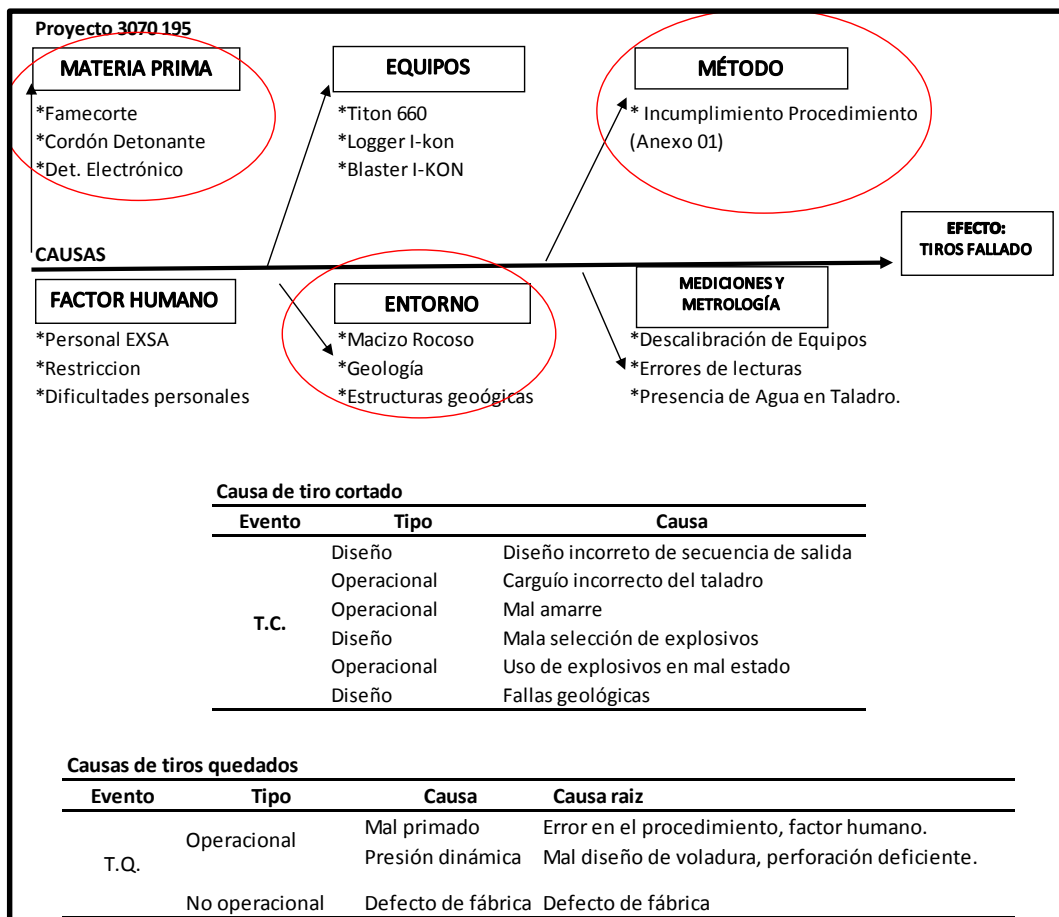 Proyecto 3070 195
MATERIA PRIMA
*Famecorte
*Cordón Detonante
*Det. Electrónico
EQUIPOS
*Titon 660
*Logger I-kon
*Blaster I-KON
MÉTODO
* Incumplimiento Procedimiento
(Anexo 01)
CAUSAS
EFECTO:
TIROS FALLADO
FACTOR HUMANO
*Personal EXSA
*Restriccion
*Dificultades personales
ENTORNO
*Macizo Rocoso
*Geología
*Estructuras geoógicas
MEDICIONES Y
METROLOGÍA
*Descalibración de Equipos
*Errores de lecturas
*Presencia de Agua en Taladro.
Causa de tiro cortado
Evento Tipo Causa
Diseño Diseño incorreto de secuencia de salida
Operacional Carguío incorrecto del taladro
Operacional Mal amarre
T.C.
Diseño Mala selección de explosivos
Operacional Uso de explosivos en mal estado
Diseño Fallas geológicas
Causas de tiros quedados
Evento Tipo Causa Causa raiz
Operacional Mal primado Error en el procedimiento, factor humano.
Presión dinámica Mal diseño de voladura, perforación deficiente.
T.Q.
No operacional Defecto de fábrica Defecto de fábrica